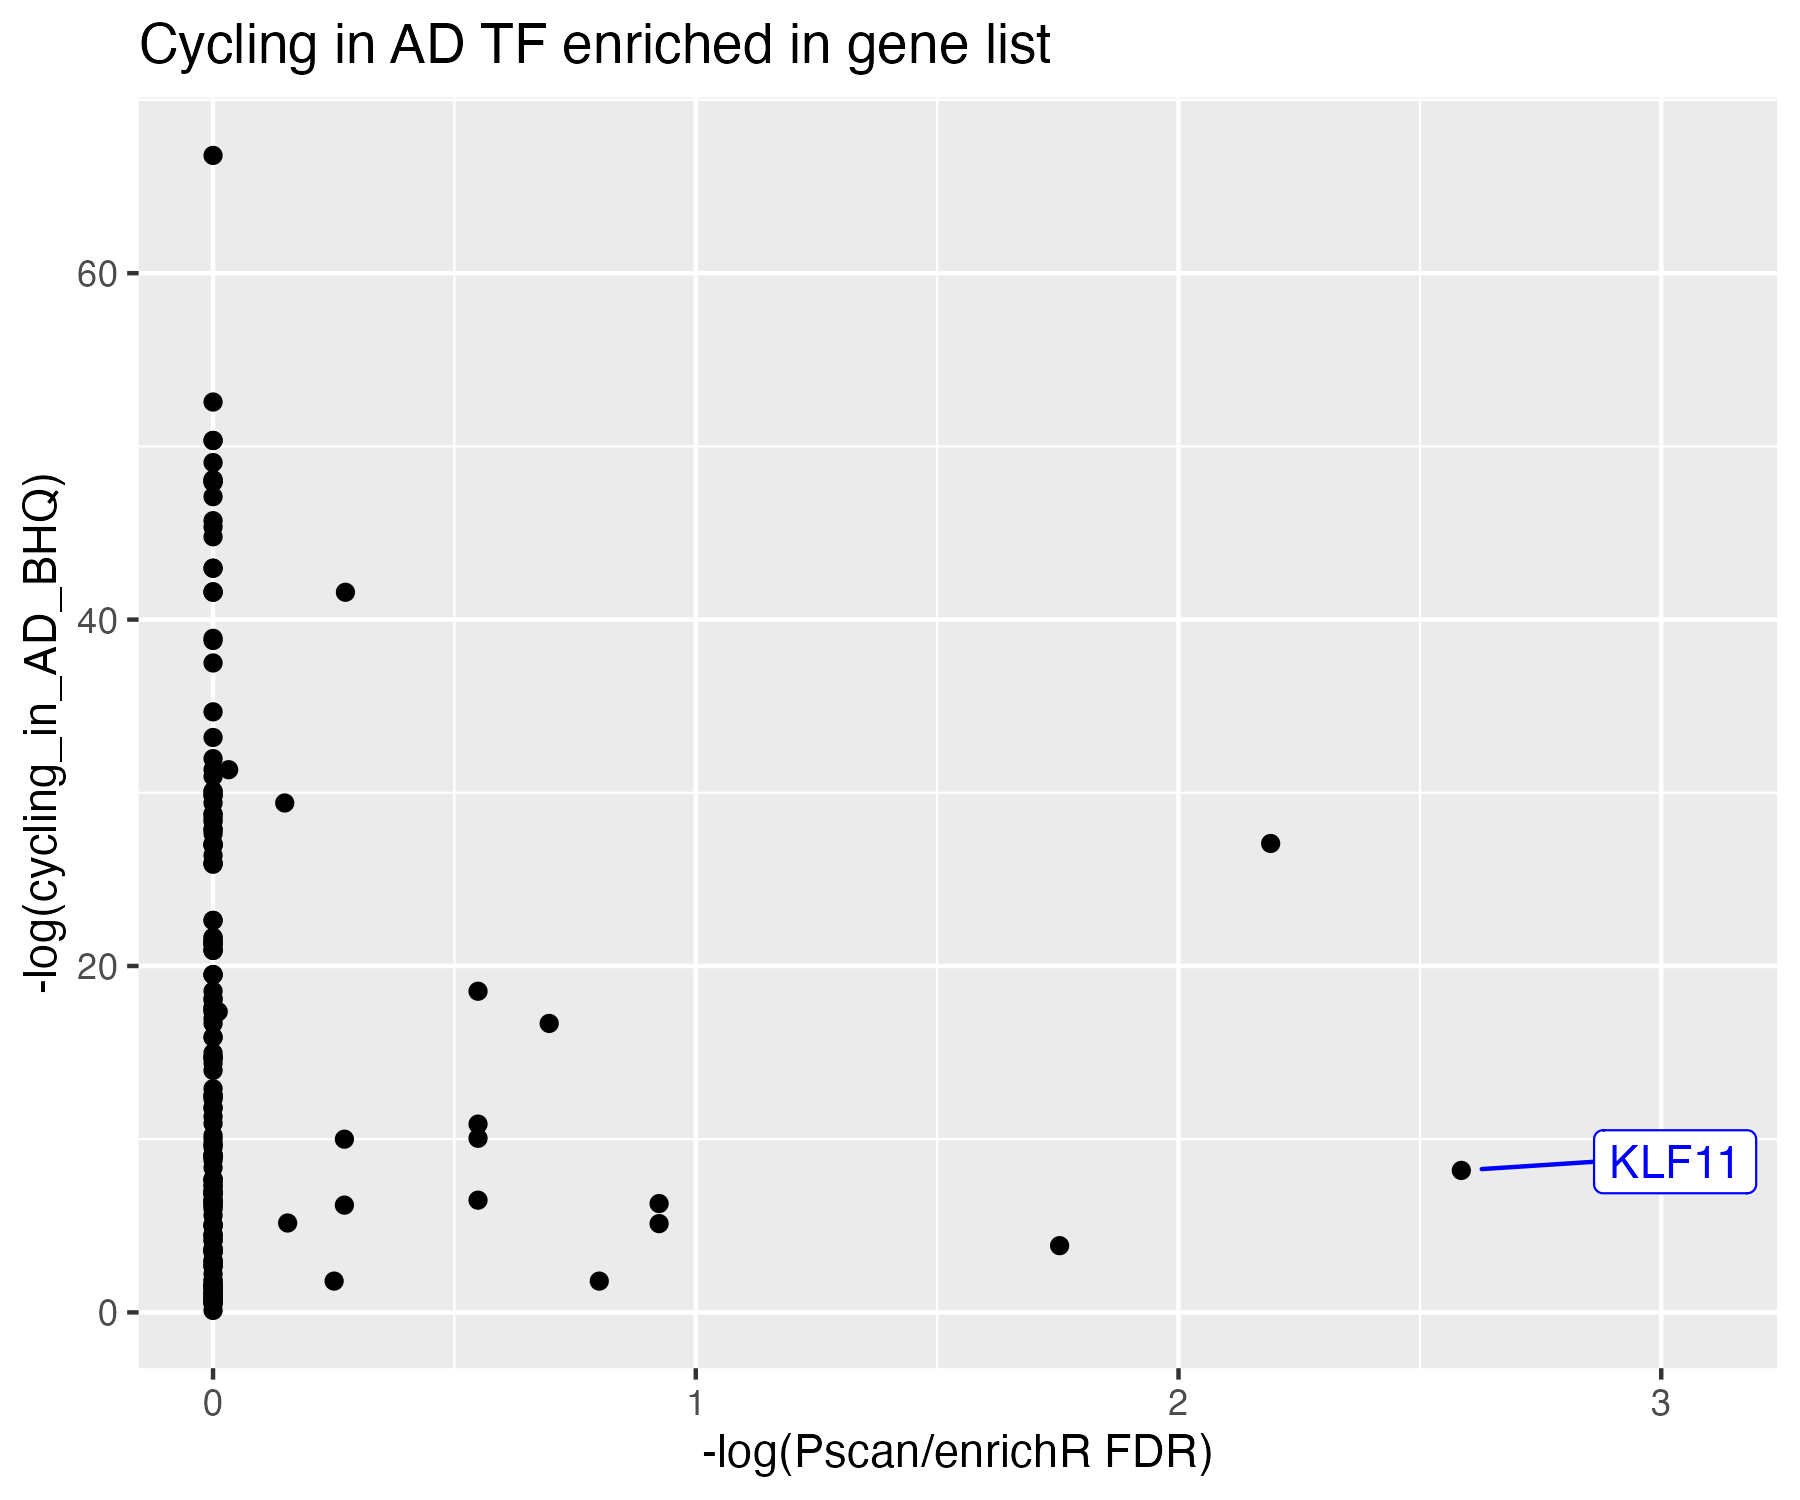 Cycling in AD TF enriched in gene list
-log(cycling_in_AD_BHQ)
60
40
20
0
KLF11
0 1 2 3
-log(Pscan/enrichR FDR)